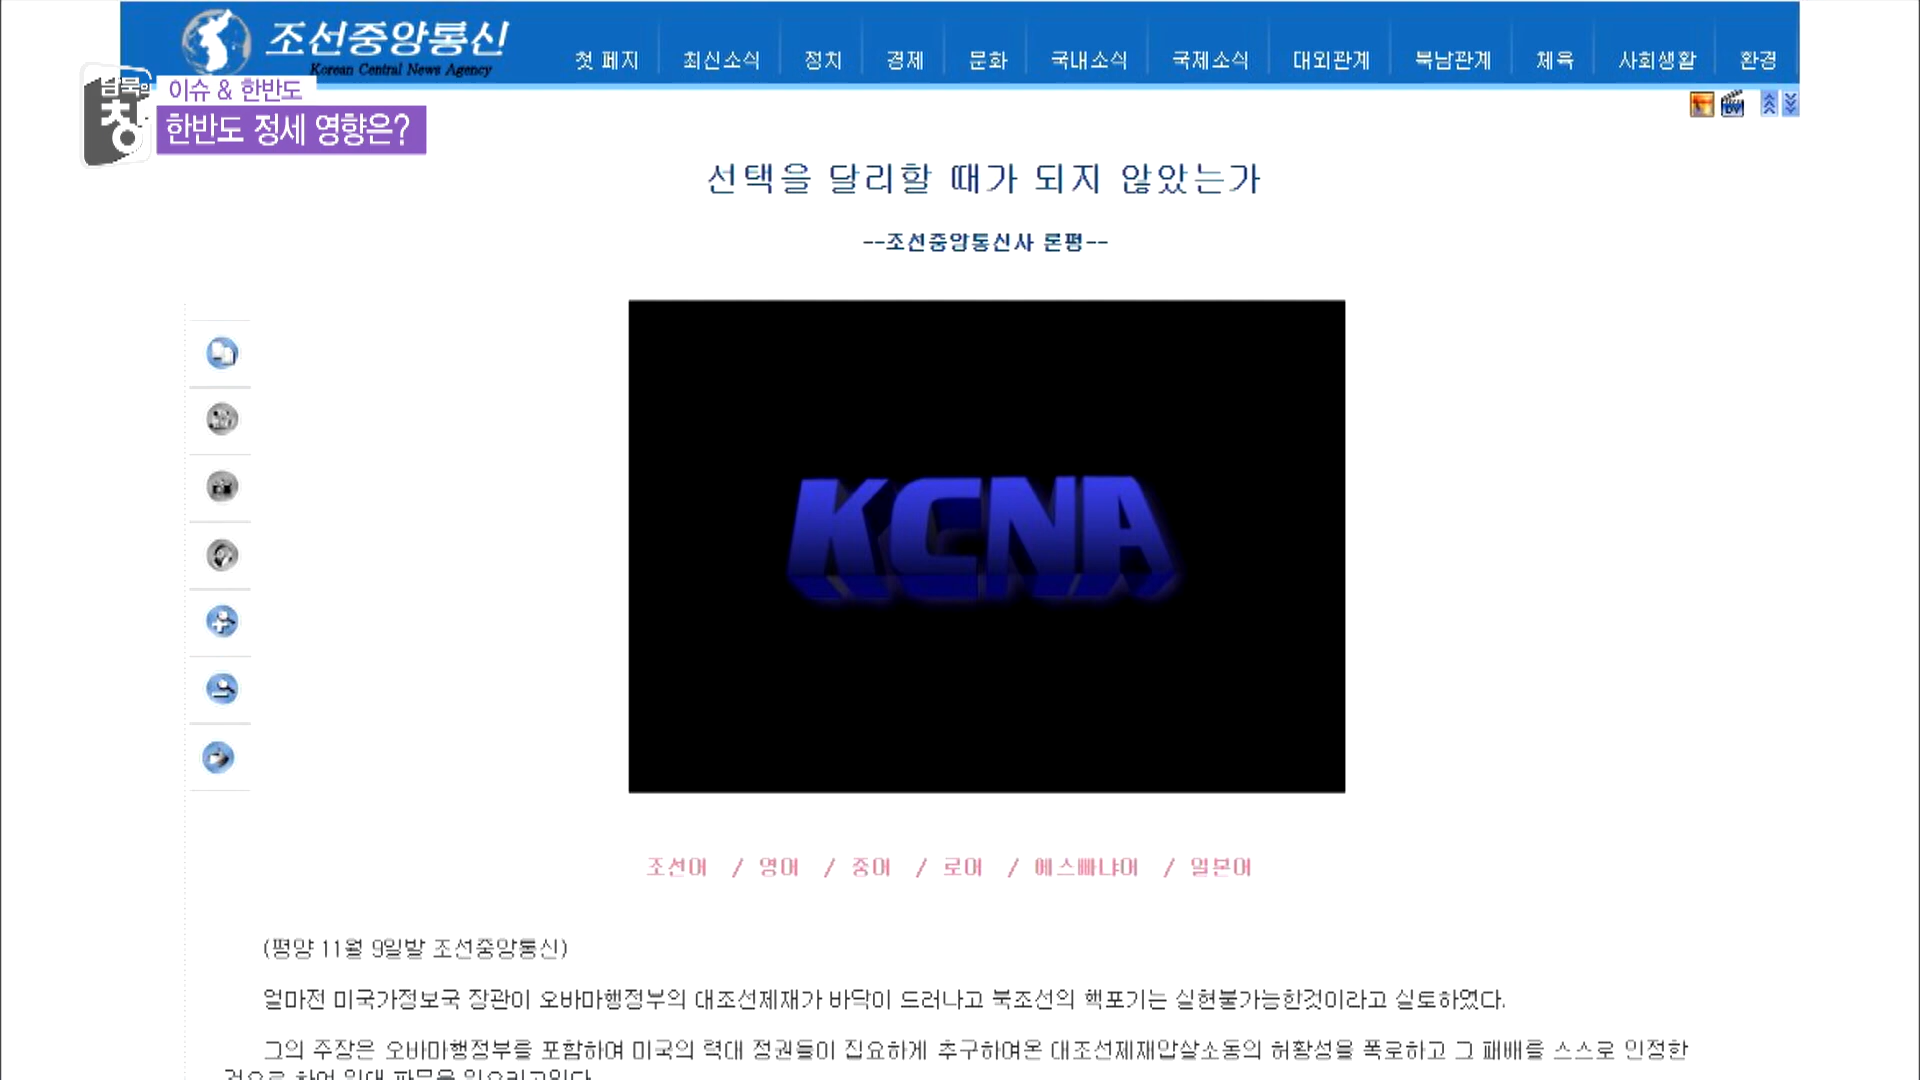 조선중앙통신
Korean Central News Agency
첫 페지 최신소식 정치 경제 문화 국내소식 국제소식 대외관계 북남관계 체육 사회생활 환경
남북의 창
이슈 & 한반도
한반도 정세 영향은?
선택을 달리할 때가 되지 않았는가
--조선중앙통신사 론평--
KCNA
조선어 / 영어 / 중어 / 로어 / 에스빠냐어 / 일본어
(평양 11월 9일발 조선중앙통신)
얼마전 미국가정보국 장관이 오바마행정부의 대조선제재가 바닥이 드러나고 북조선의 핵포기는 실현불가능한것이라고 실토하였다.
그의 주장은 오바마행정부를 포함하여 미국의 력대 정권들이 집요하게 추구하여온 대조선제재압살소동의 허황성을 폭로하고 그 패배를 스스로 인정한